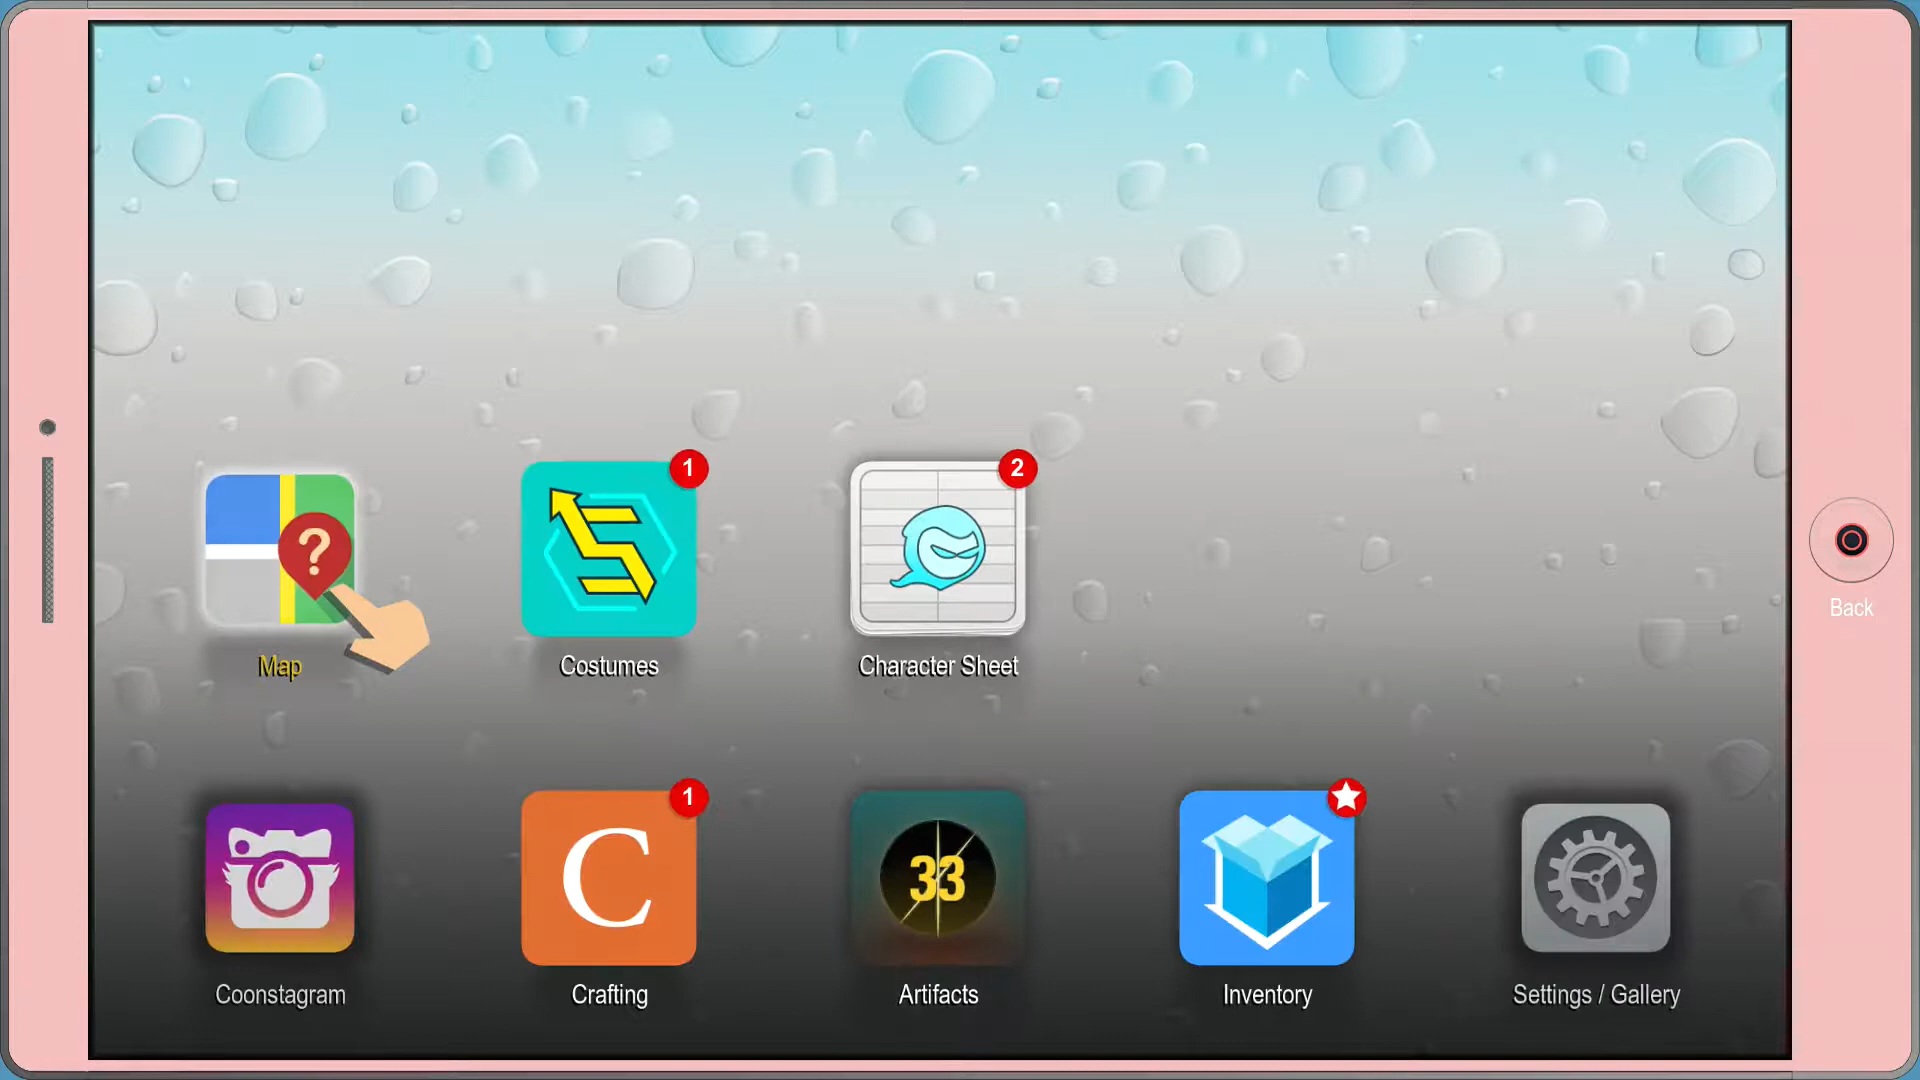 1
2
?
Map
Costumes
Character Sheet
Back
1
C
33
Coonstagram
Crafting
Artifacts
Inventory
Settings / Gallery